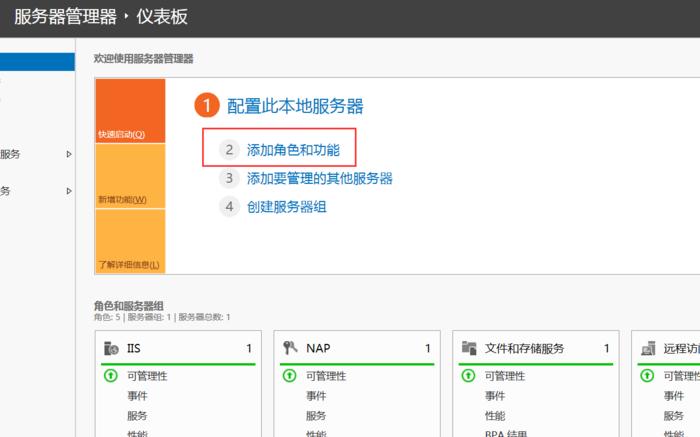 服务器管理器 · 仪表板
欢迎使用服务器管理器
快速启动(Q)
1 配置此本地服务器
2 添加角色和功能
3 添加要管理的其他服务器
4 创建服务器组
新增功能(W)
了解详细信息(L)
服务
务
角色和服务器组
角色: 5 | 服务器组: 1 | 服务器总数: 1
IIS 1
可管理性
事件
服务
性能
NAP 1
可管理性
事件
服务
性能
文件和存储服务 1
可管理性
事件
性能
BPA 结果
远程访
可管理性
事件
服务
性能